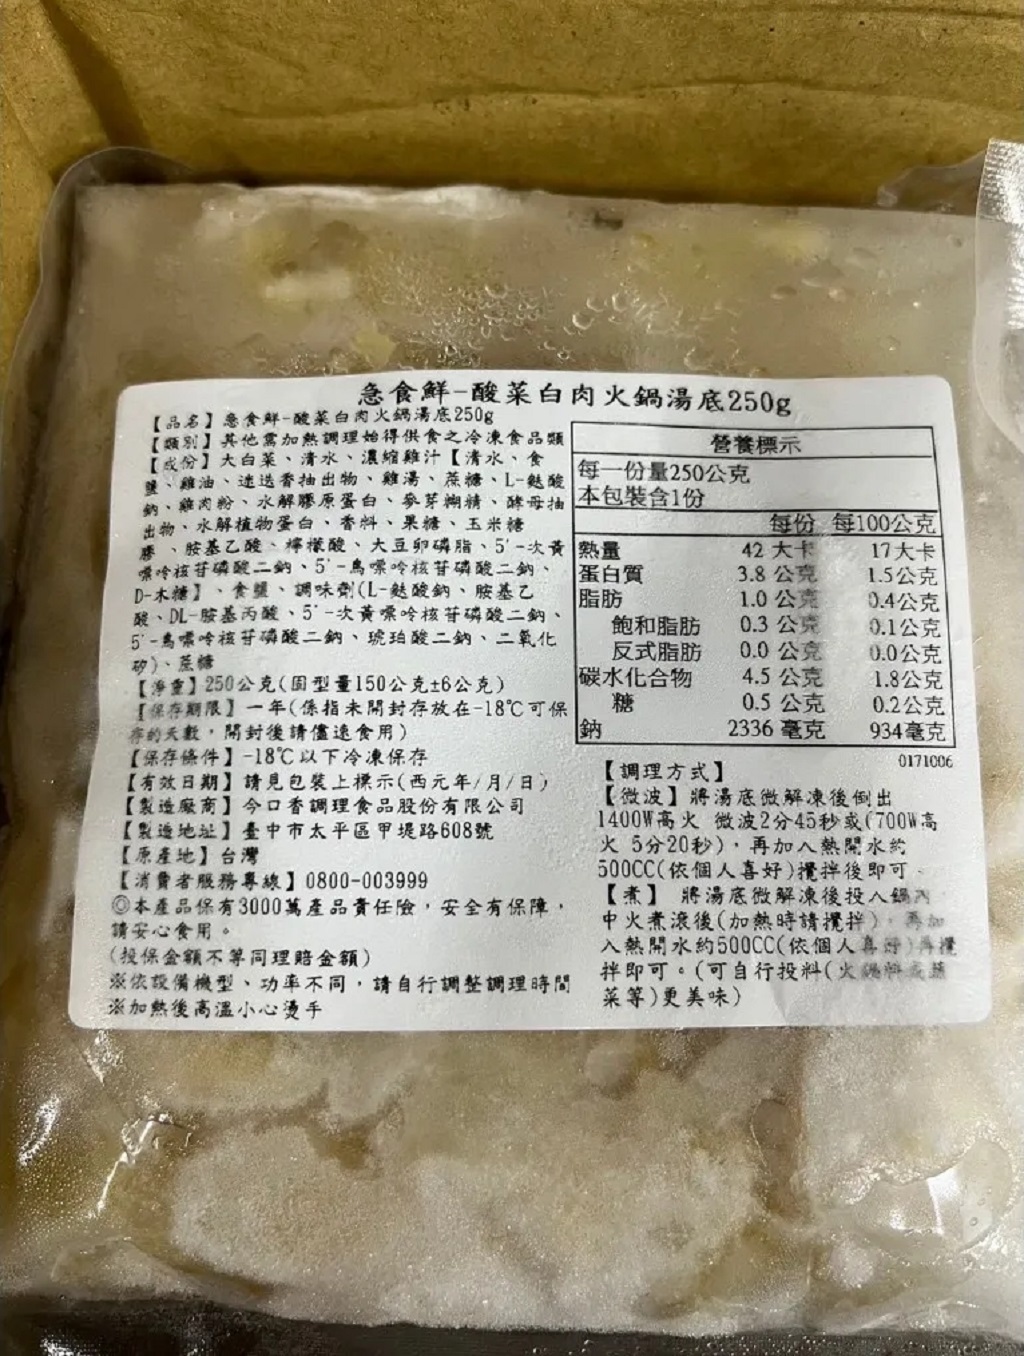 急食鮮-酸菜白肉火鍋湯底250g
【品名】急食鮮-酸菜白肉火鍋湯底250g
【類別】其他需加熱調理始得供食之冷凍食品類
【成份】大白菜、清水、濃縮雞汁【清水、食
鹽、雞油、迷迭香抽出物、雞湯、蔗糖、L-麩酸
鈉、雞肉粉、水解膠原蛋白、麥芽糊精、酵母抽
出物、水解植物蛋白、香料、果糖、玉米糖
膠、胺基乙酸、檸檬酸、大豆卵磷脂、5'-次黃
嘌呤核苷磷酸二鈉、5'-鳥嘌呤核苷磷酸二鈉、
D-木糖】、食鹽、調味劑(L-麩酸鈉、胺基乙
酸、DL-胺基丙酸、5'-次黃嘌呤核苷磷酸二鈉、
5'-鳥嘌呤核苷磷酸二鈉、琥珀酸二鈉、二氧化
矽)、蔗糖
【淨重】250公克(固型量150公克±6公克)
【保存期限】一年(係指未開封存放在-18℃可保
存的天數，開封後請儘速食用)
【保存條件】-18℃以下冷凍保存
【有效日期】請見包裝上標示(西元年/月/日)
【製造廠商】今口香調理食品股份有限公司
【製造地址】臺中市太平區甲堤路608號
【原產地】台灣
【消費者服務專線】0800-003999
◎本產品保有3000萬產品責任險，安全有保障，
請安心食用。
(投保金額不等同理賠金額)
※依設備機型、功率不同，請自行調整調理時間
※加熱後高溫小心燙手
營養標示
每一份量250公克
本包裝含1份
每份 每100公克
熱量 42 大卡 17大卡
蛋白質 3.8 公克 1.5公克
脂肪 1.0 公克 0.4公克
飽和脂肪 0.3 公克 0.1公克
反式脂肪 0.0 公克 0.0公克
碳水化合物 4.5 公克 1.8公克
糖 0.5 公克 0.2公克
鈉 2336 毫克 934毫克
0171006
【調理方式】
【微波】將湯底微解凍後倒出
1400W高火 微波2分45秒或(700W高
火 5分20秒)，再加入熱開水約
500CC(依個人喜好)攪拌後即可。
【煮】 將湯底微解凍後投入鍋內
中火煮滾後(加熱時請攪拌)，再加
入熱開水約500CC(依個人喜好)再攪
拌即可。(可自行投料(火鍋料或蔬
菜等)更美味)